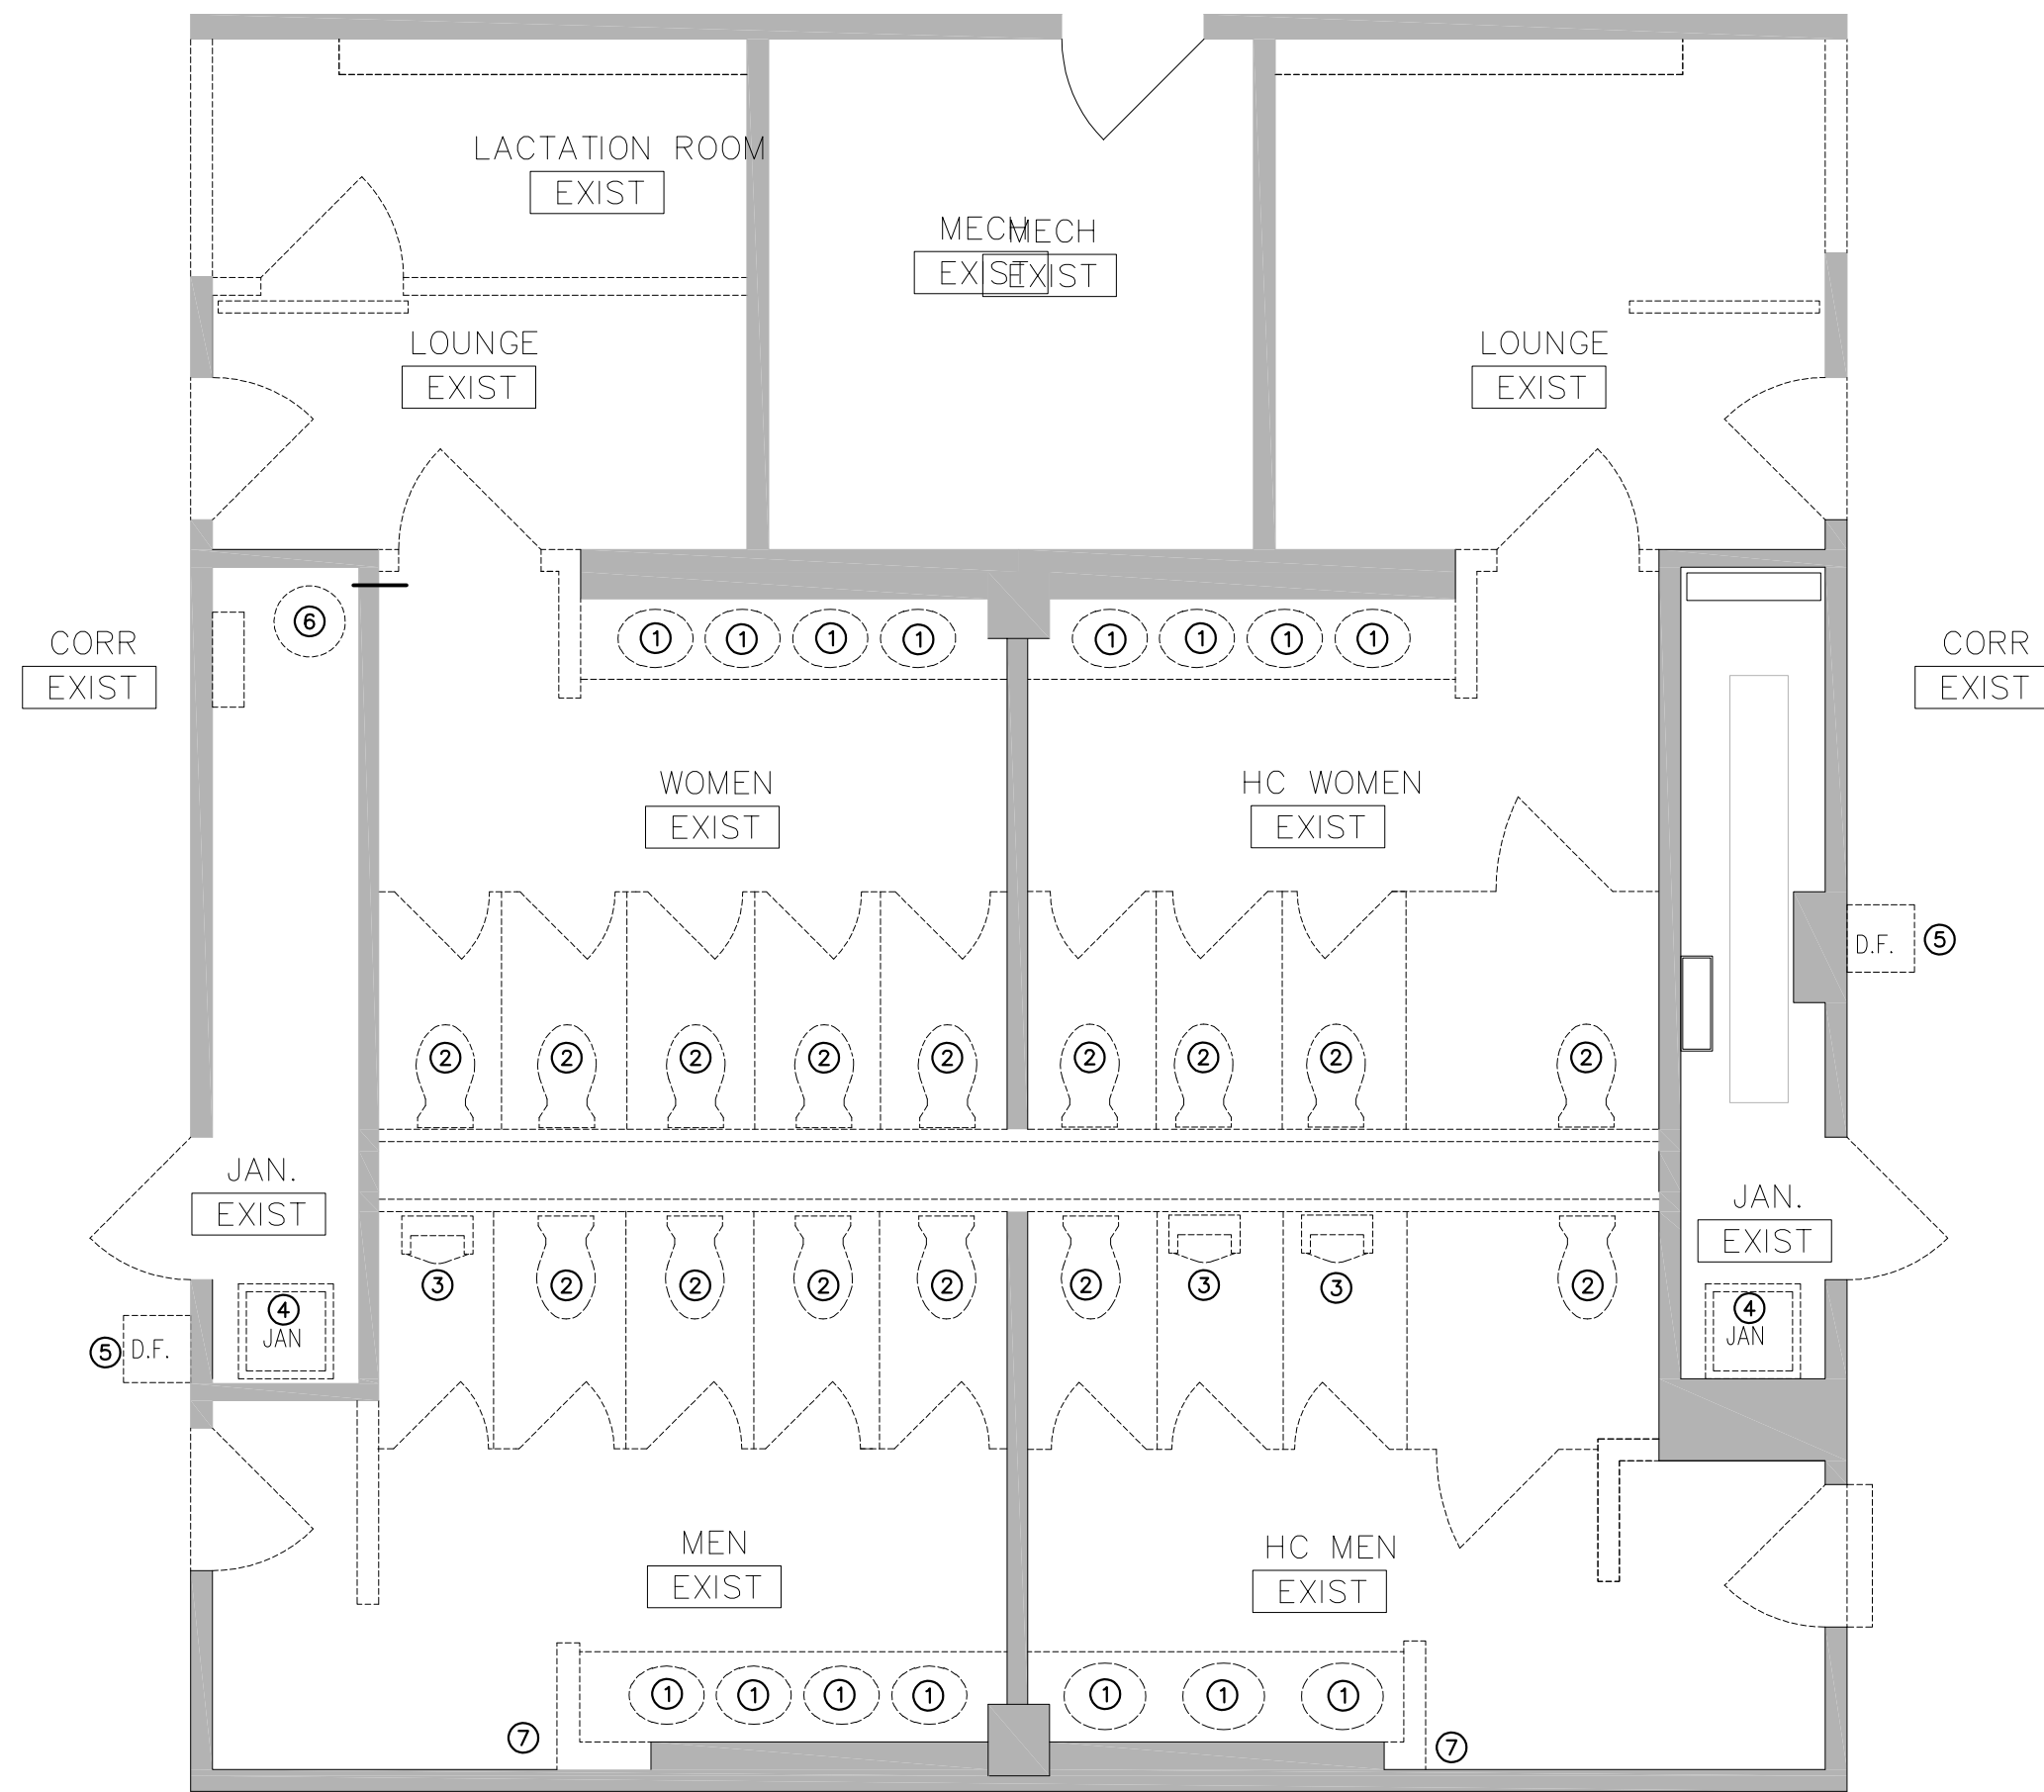 LACTATION ROOM
EXIST
MECH
EXIST
MECH
EXIST
LOUNGE
EXIST
LOUNGE
EXIST
6
CORR
EXIST
1 1 1 1 1 1 1 1
CORR
EXIST
WOMEN
EXIST
HC WOMEN
EXIST
D.F. 5
2 2 2 2 2 2 2 2 2
JAN.
EXIST
JAN.
EXIST
3 2 2 2 2 2 3 3 2
4
JAN
4
JAN
5 D.F.
MEN
EXIST
HC MEN
EXIST
1 1 1 1 1 1 1
7 7